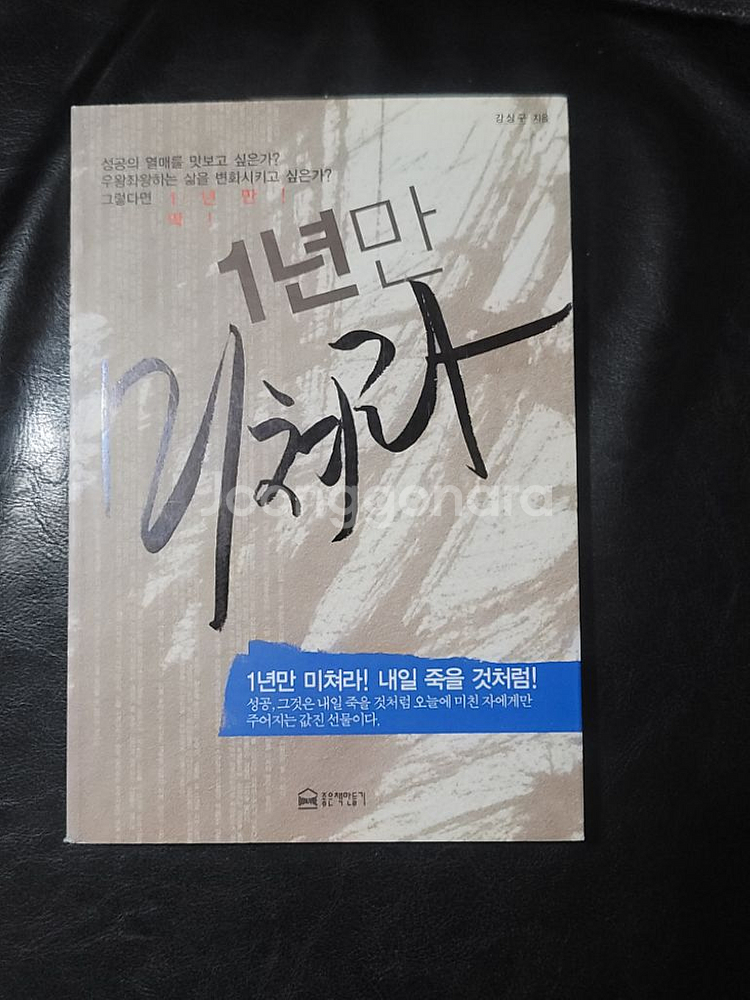 강상구 지음
성공의 열매를 맛보고 싶은가?
우왕좌왕하는 삶을 변화시키고 싶은가?
그렇다면 1 년 만 !
딱 !
1년만
미쳐라
Joonggonara
1년만 미쳐라! 내일 죽을 것처럼!
성공, 그것은 내일 죽을 것처럼 오늘에 미친 자에게만
주어지는 값진 선물이다.
좋은책만들기